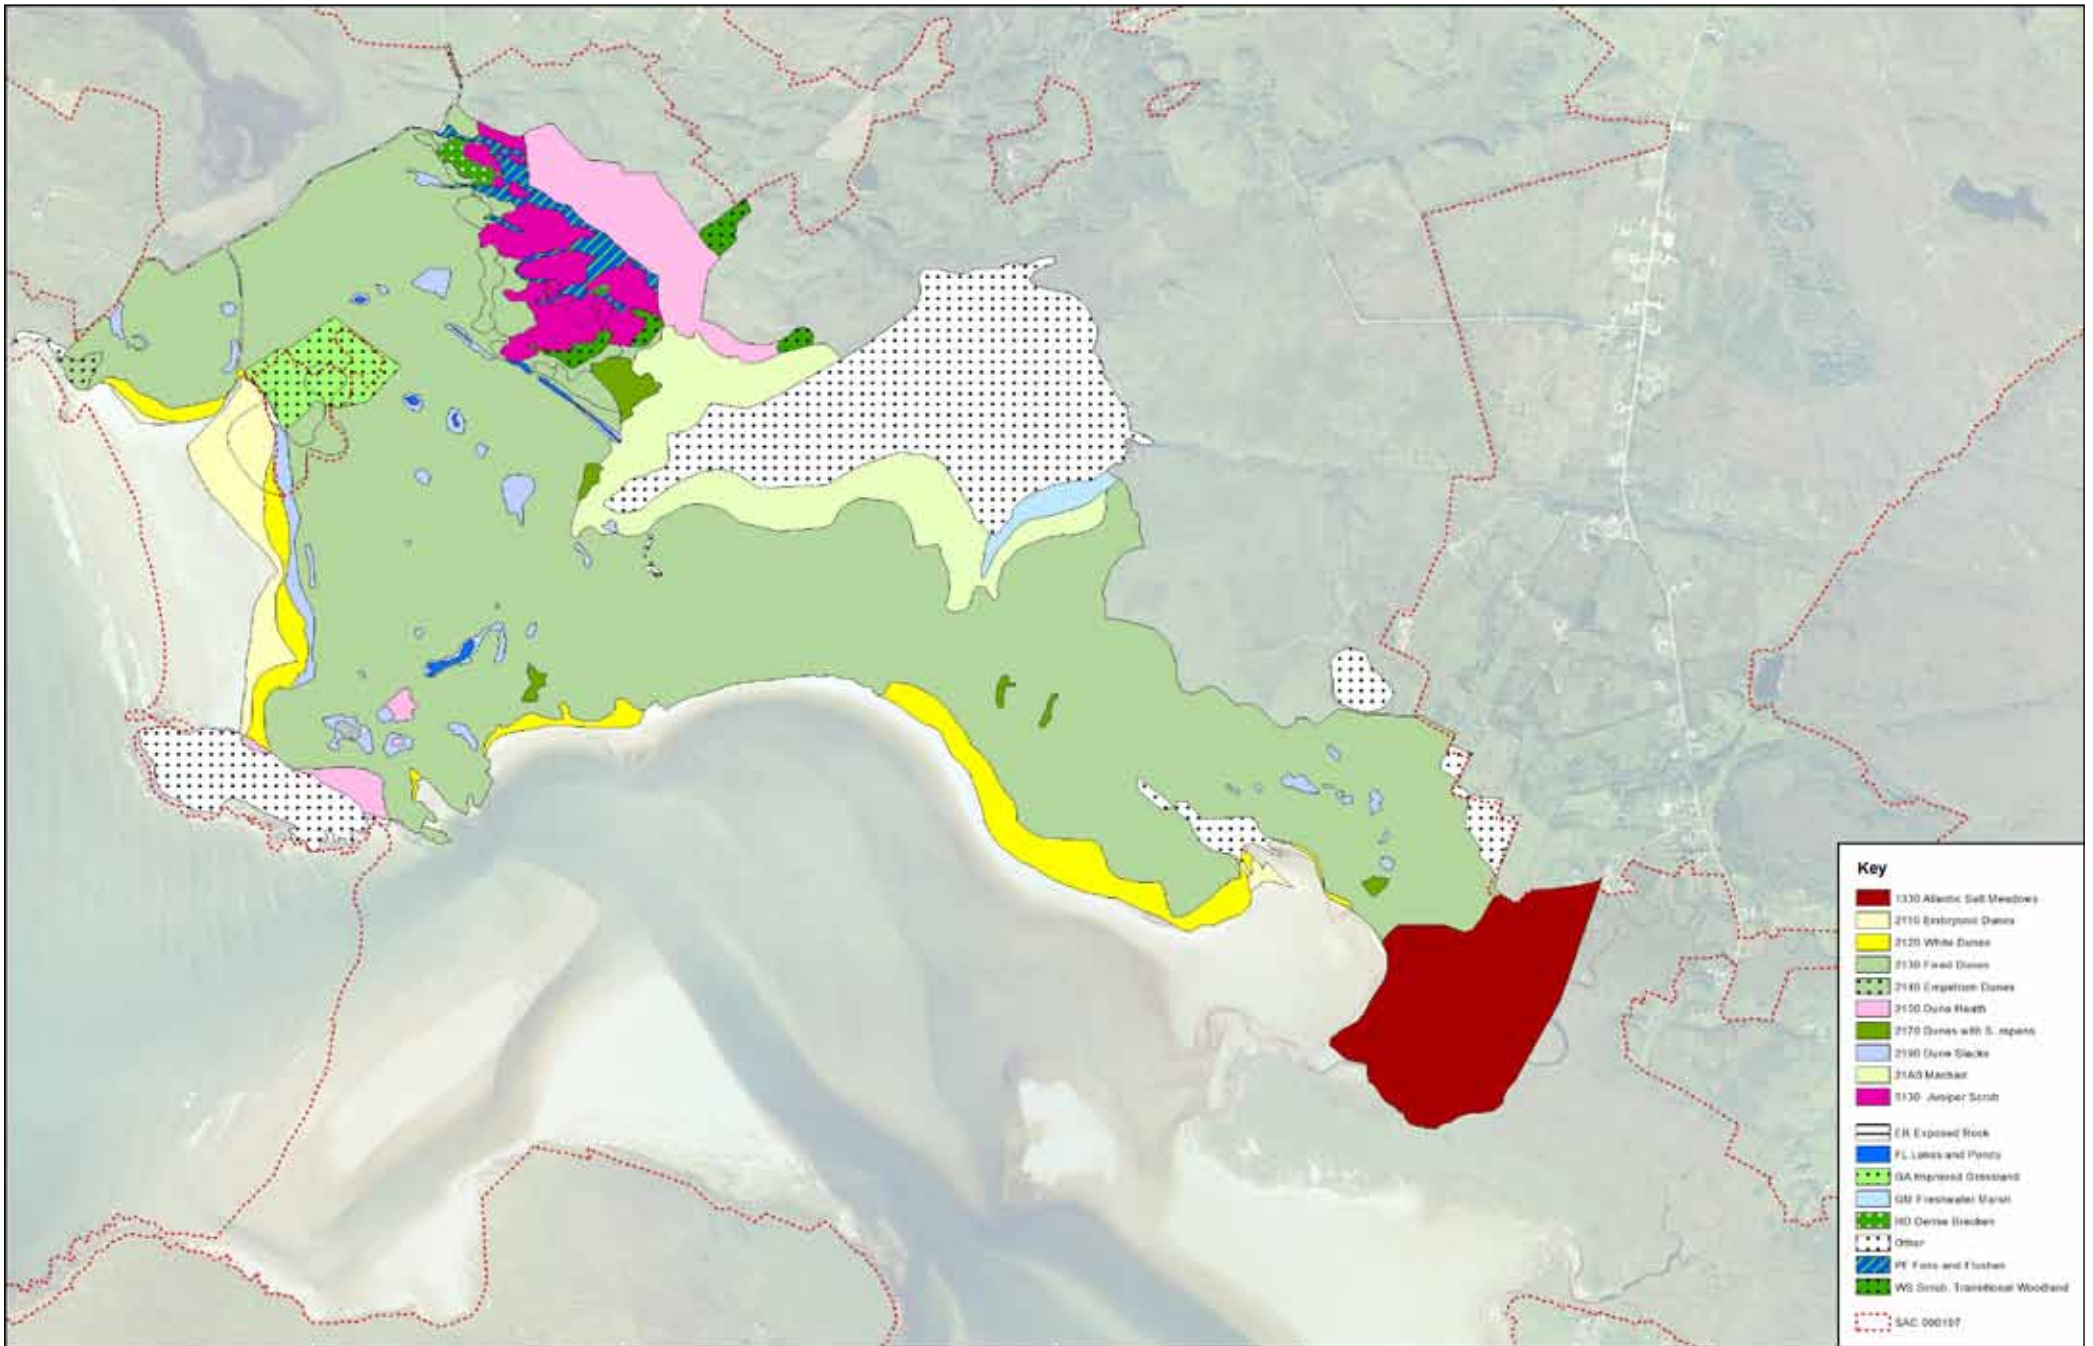 Key
1330 Atlantic Salt Meadows
2110 Embryonic Dunes
2120 White Dunes
2130 Fixed Dunes
2140 Empetrum Dunes
2150 Dune Heath
2170 Dunes with S. repens
2190 Dune Slacks
21A0 Machair
5130 Juniper Scrub
ER Exposed Rock
FL Lakes and Ponds
GA Improved Grassland
GM Freshwater Marsh
HD Dense Bracken
Other
PF Fens and Flushes
WS Scrub, Transitional Woodland
SAC 000197